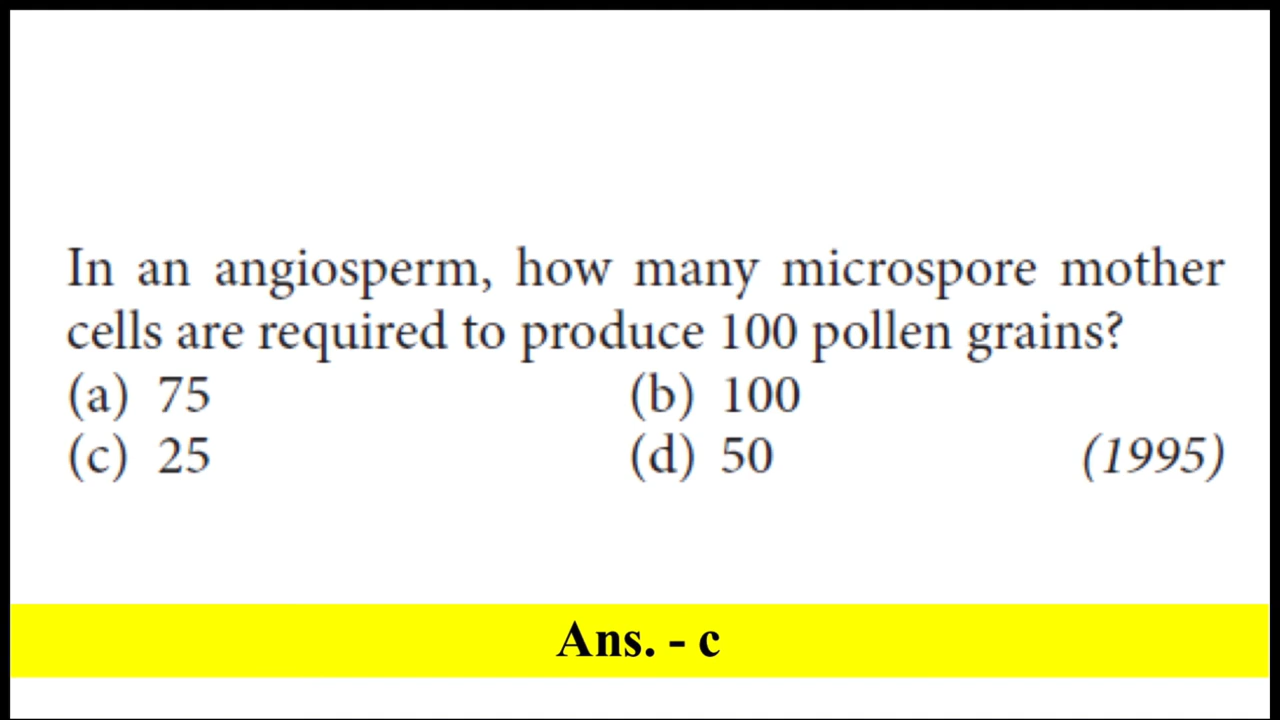 In an angiosperm, how many microspore mother
cells are required to produce 100 pollen grains?
(a) 75 (b) 100
(c) 25 (d) 50 (1995)
Ans. - c